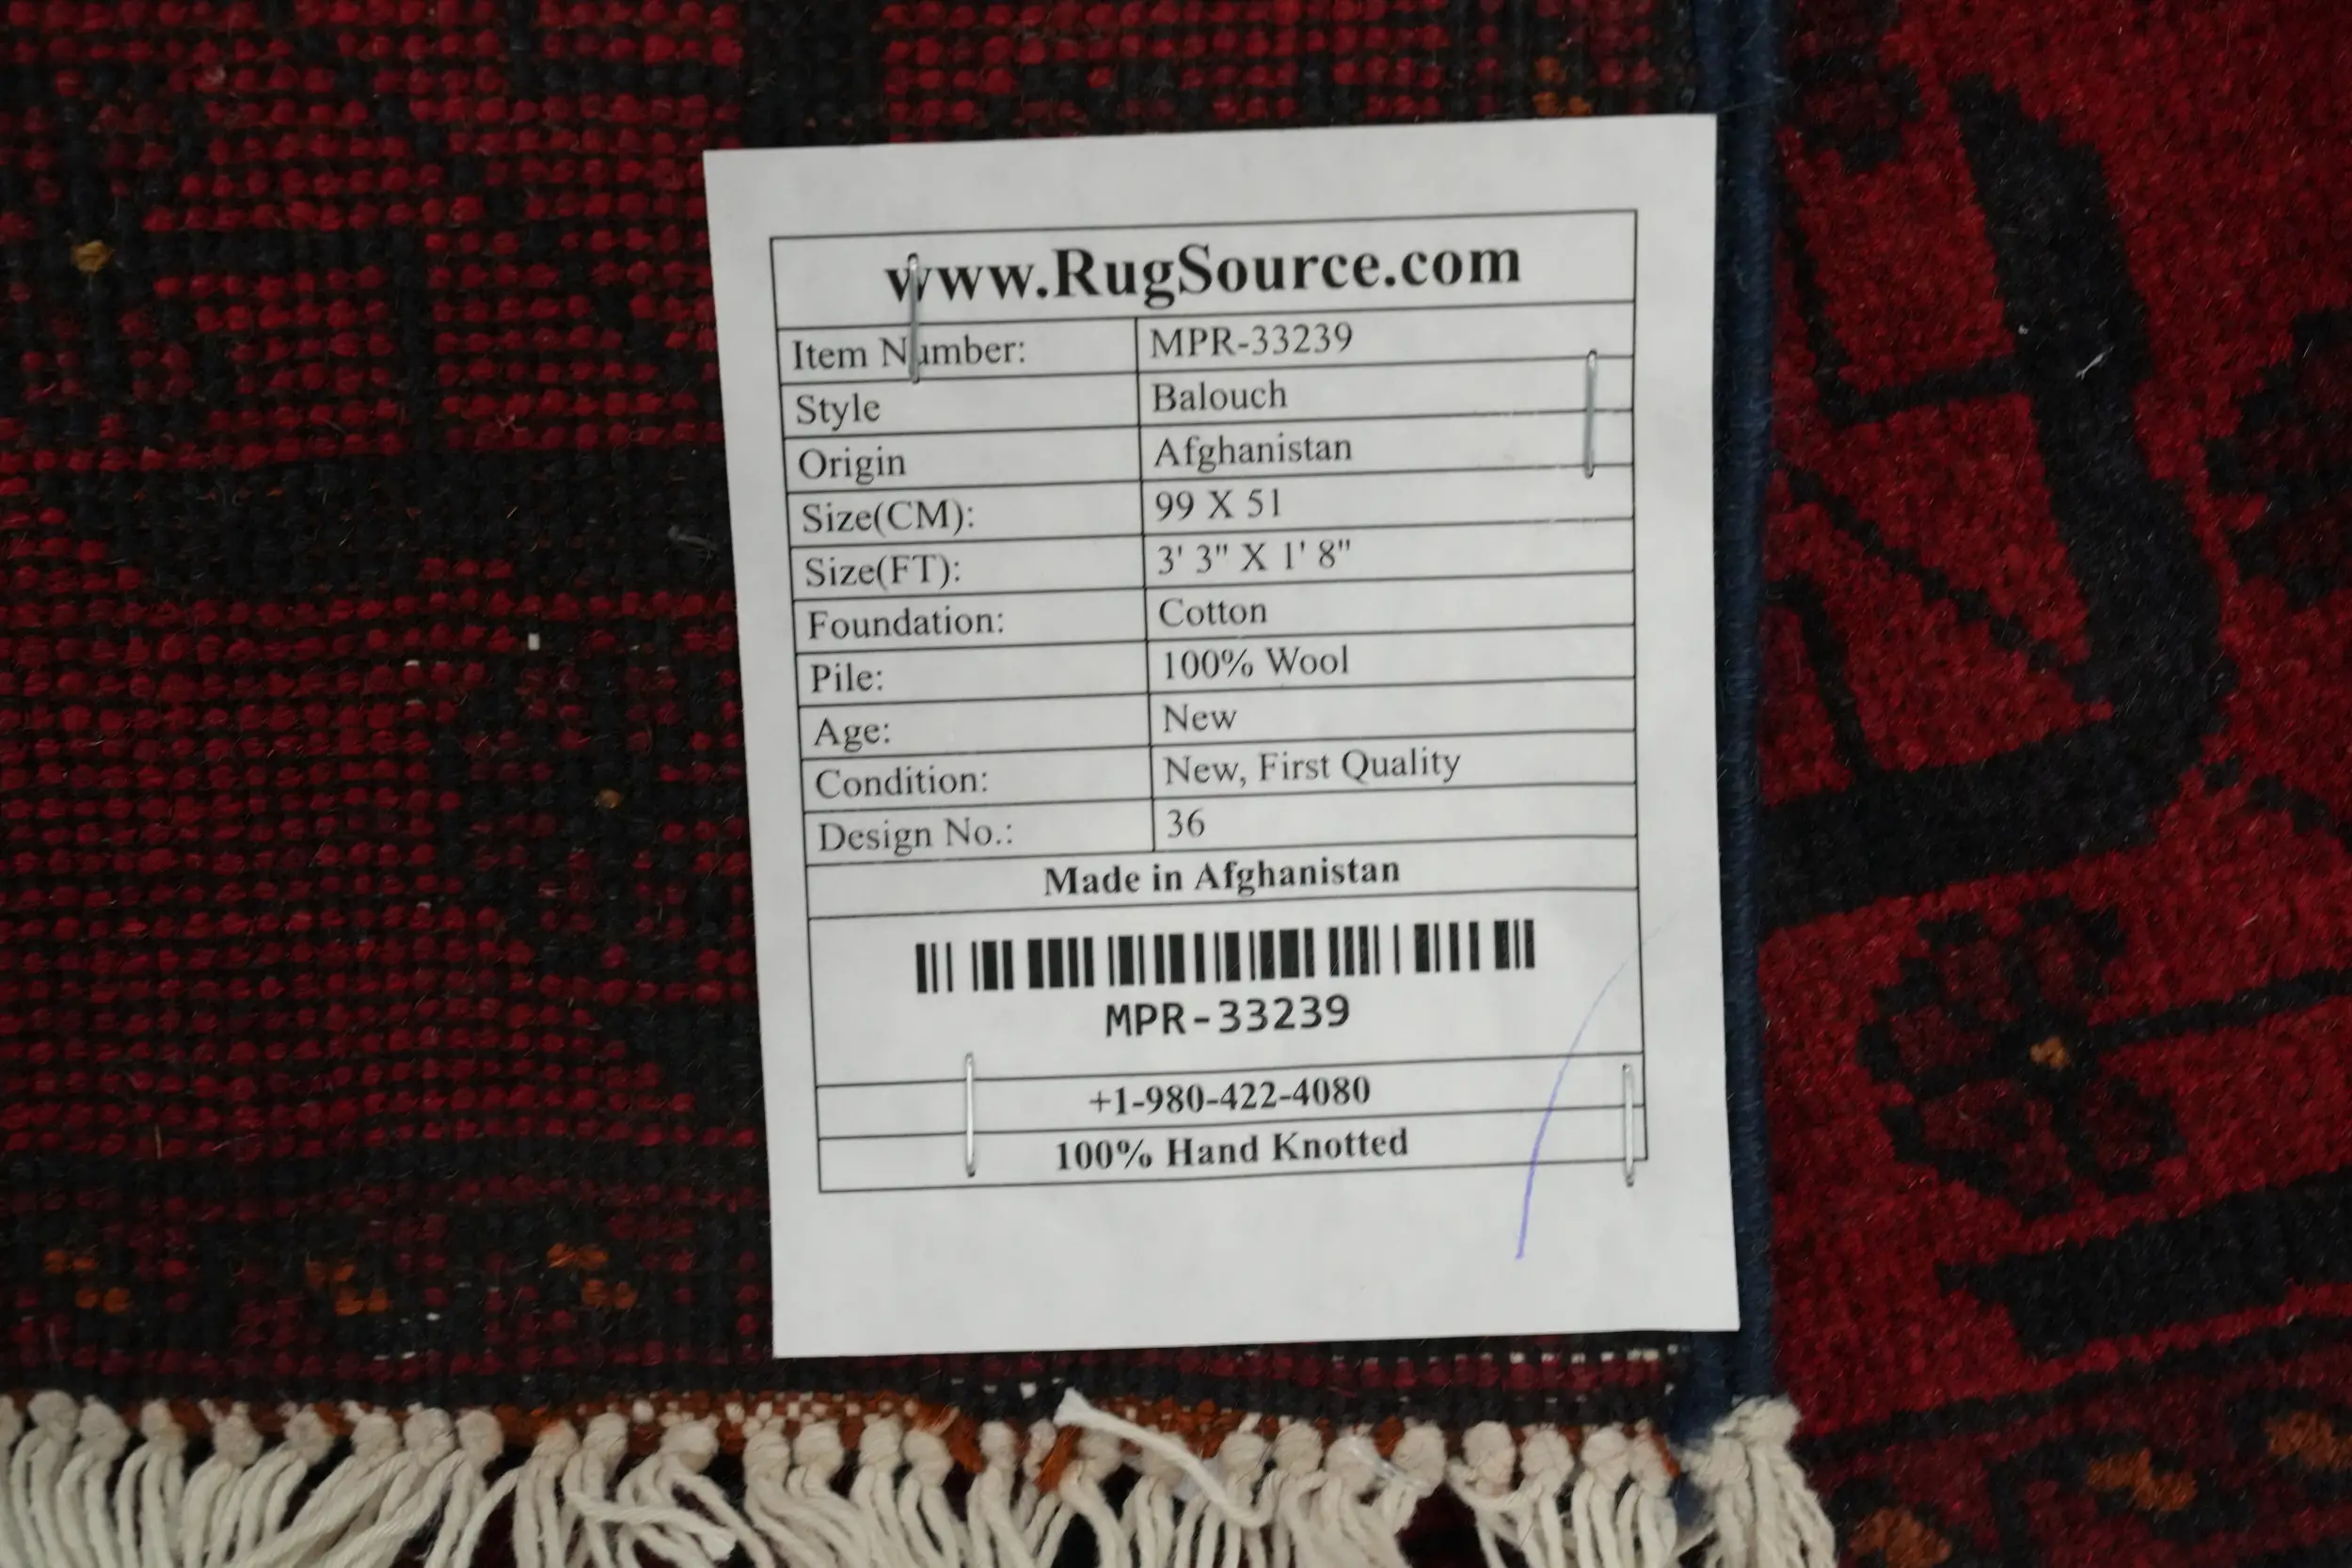 www.RugSource.com
Item Number: MPR-33239
Style Balouch
Origin Afghanistan
Size(CM): 99 X 51
Size(FT): 3' 3" X 1' 8"
Foundation: Cotton
Pile: 100% Wool
Age: New
Condition: New, First Quality
Design No.: 36
Made in Afghanistan
MPR-33239
+1-980-422-4080
100% Hand Knotted